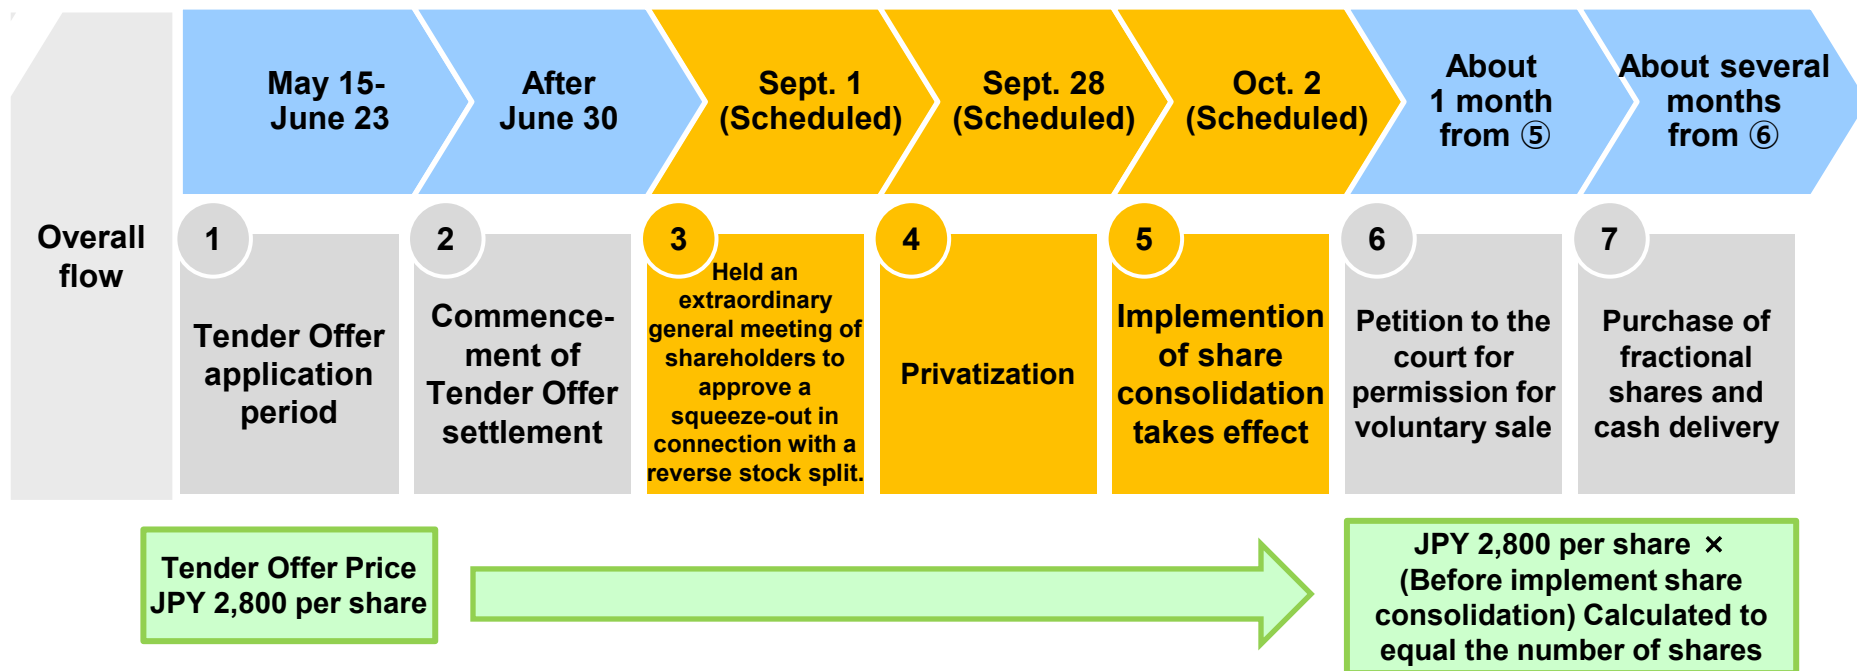 Overall
flow
May 15-
June 23
After
June 30
Sept. 1
(Scheduled)
Sept. 28
(Scheduled)
Oct. 2
(Scheduled)
About
1 month
from ⑤
About several
months
from ⑥
1
Tender Offer
application
period
2
Commence-
ment of
Tender Offer
settlement
3
Held an
extraordinary
general meeting of
shareholders to
approve a
squeeze-out in
connection with a
reverse stock split.
4
Privatization
5
Implemention
of share
consolidation
takes effect
6
Petition to the
court for
permission for
voluntary sale
7
Purchase of
fractional
shares and
cash delivery
Tender Offer Price
JPY 2,800 per share
JPY 2,800 per share ×
(Before implement share
consolidation) Calculated to
equal the number of shares